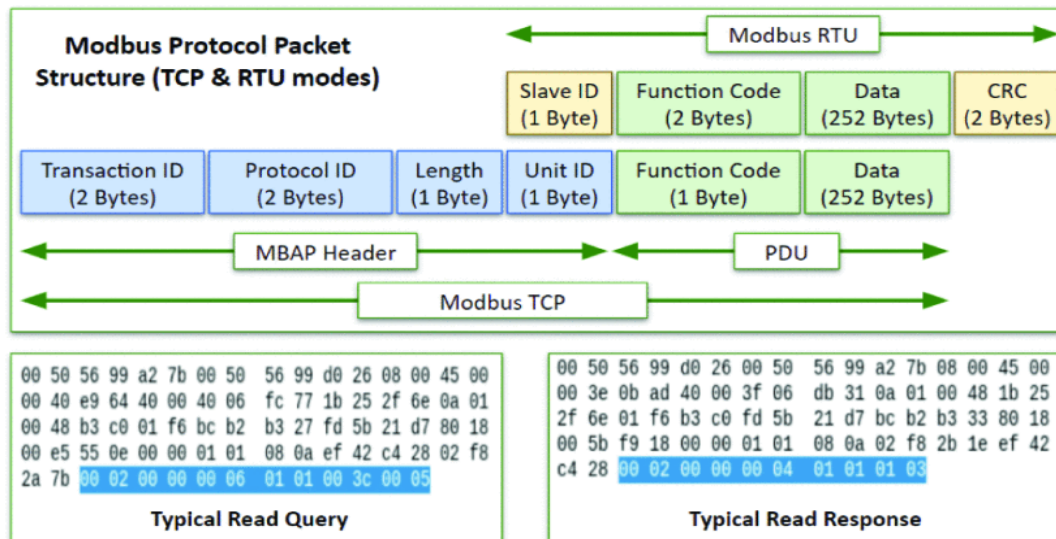 Modbus Protocol Packet
Structure (TCP & RTU modes)
Modbus RTU
Slave ID
(1 Byte)
Function Code
(2 Bytes)
Data
(252 Bytes)
CRC
(2 Bytes)
Transaction ID
(2 Bytes)
Protocol ID
(2 Bytes)
Length
(1 Byte)
Unit ID
(1 Byte)
Function Code
(1 Byte)
Data
(252 Bytes)
MBAP Header
PDU
Modbus TCP
00 50 56 99 a2 7b 00 50 56 99 d0 26 08 00 45 00
00 40 e9 64 40 00 40 06 fc 77 1b 25 2f 6e 0a 01
00 48 b3 c0 01 f6 bc b2 b3 27 fd 5b 21 d7 80 18
00 e5 55 0e 00 00 01 01 08 0a ef 42 c4 28 02 f8
2a 7b 00 02 00 00 00 06 01 01 00 3c 00 05
Typical Read Query
00 50 56 99 d0 26 00 50 56 99 a2 7b 08 00 45 00
00 3e 0b ad 40 00 3f 06 db 31 0a 01 00 48 1b 25
2f 6e 01 f6 b3 c0 fd 5b 21 d7 bc b2 b3 33 80 18
00 5b f9 18 00 00 01 01 08 0a 02 f8 2b 1e ef 42
c4 28 00 02 00 00 00 04 01 01 01 03
Typical Read Response